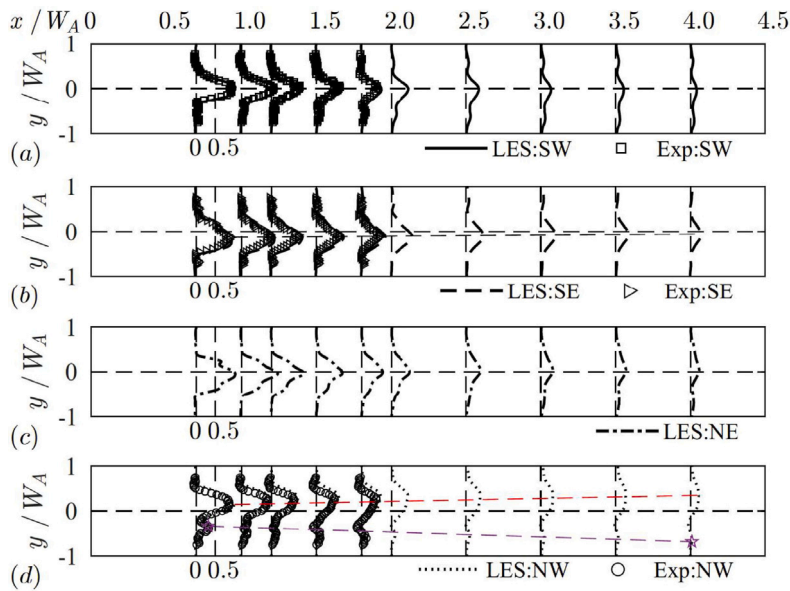 x / W_A 0 0.5 1.0 1.5 2.0 2.5 3.0 3.5 4.0 4.5
1
y / W_A
0
-1
(a)
0 0.5
LES:SW Exp:SW
1
y / W_A
0
-1
(b)
0 0.5
LES:SE Exp:SE
1
y / W_A
0
-1
(c)
0 0.5
LES:NE
1
y / W_A
0
-1
(d)
0 0.5
LES:NW Exp:NW